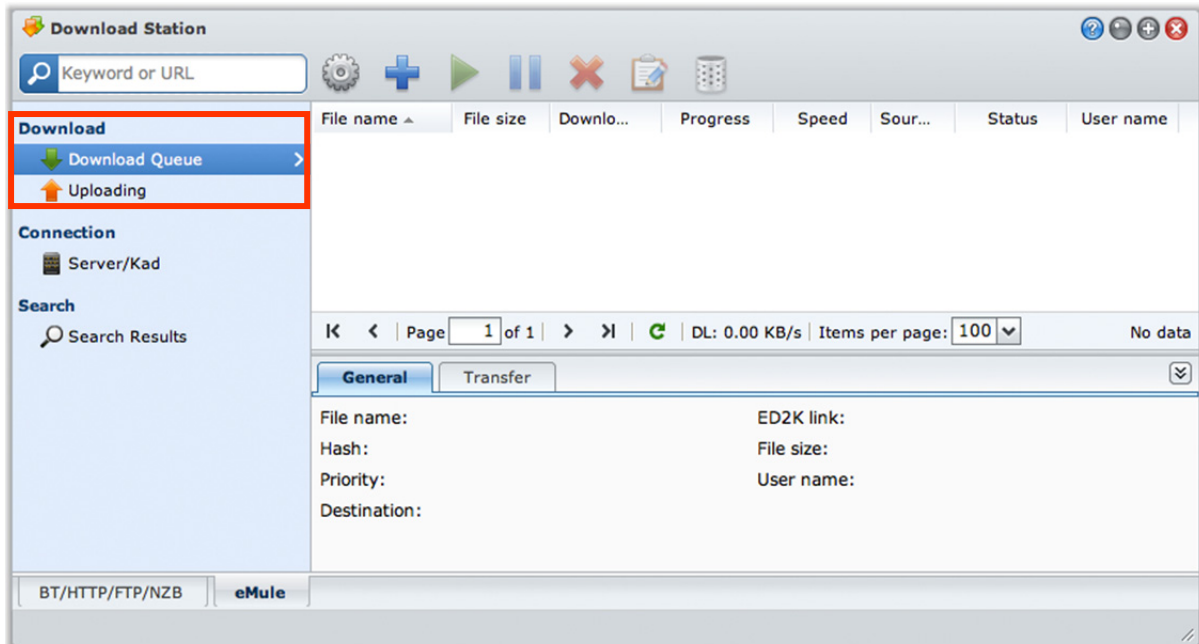 Download Station
Keyword or URL
Download
Download Queue
Uploading
Connection
Server/Kad
Search
Search Results
File name File size Downlo... Progress Speed Sour... Status User name
Page 1 of 1 DL: 0.00 KB/s Items per page: 100 No data
General Transfer
File name: ED2K link:
Hash: File size:
Priority: User name:
Destination:
BT/HTTP/FTP/NZB eMule